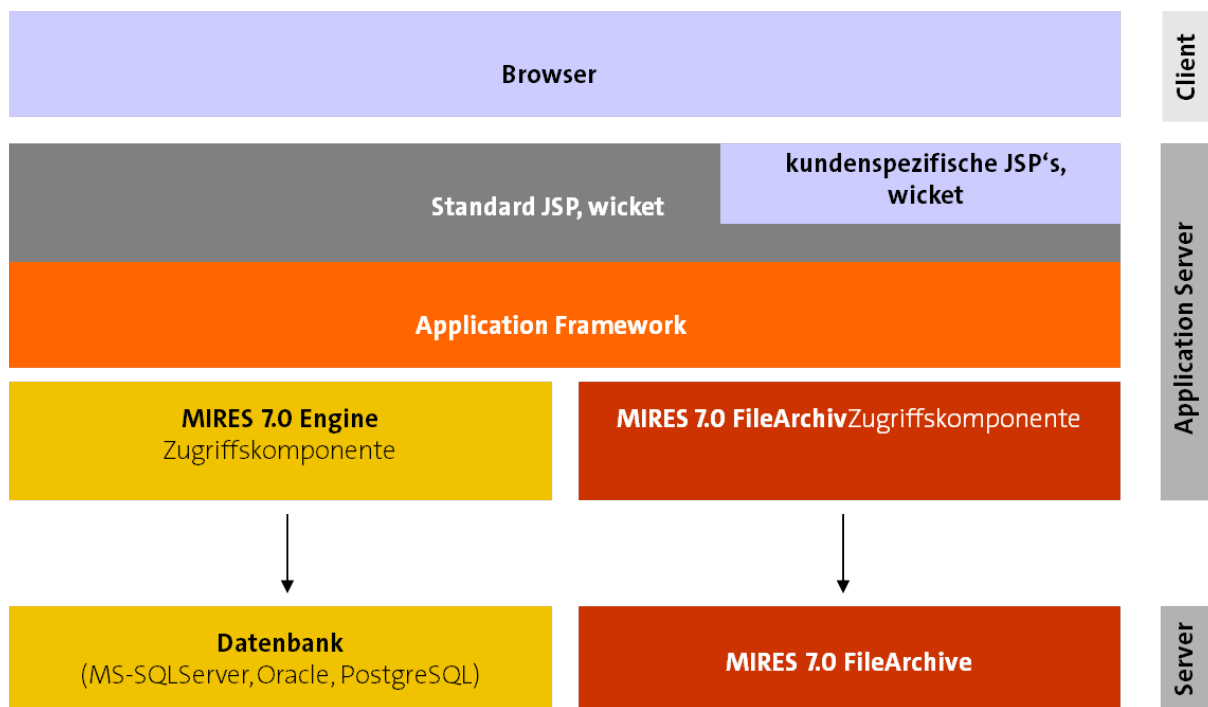 Browser
Client
kundenspezifische JSP‘s,
wicket
Standard JSP, wicket
Application Framework
Application Server
MIRES 7.0 Engine
Zugriffskomponente
MIRES 7.0 FileArchivZugriffskomponente
Datenbank
(MS-SQLServer, Oracle, PostgreSQL)
MIRES 7.0 FileArchive
Server